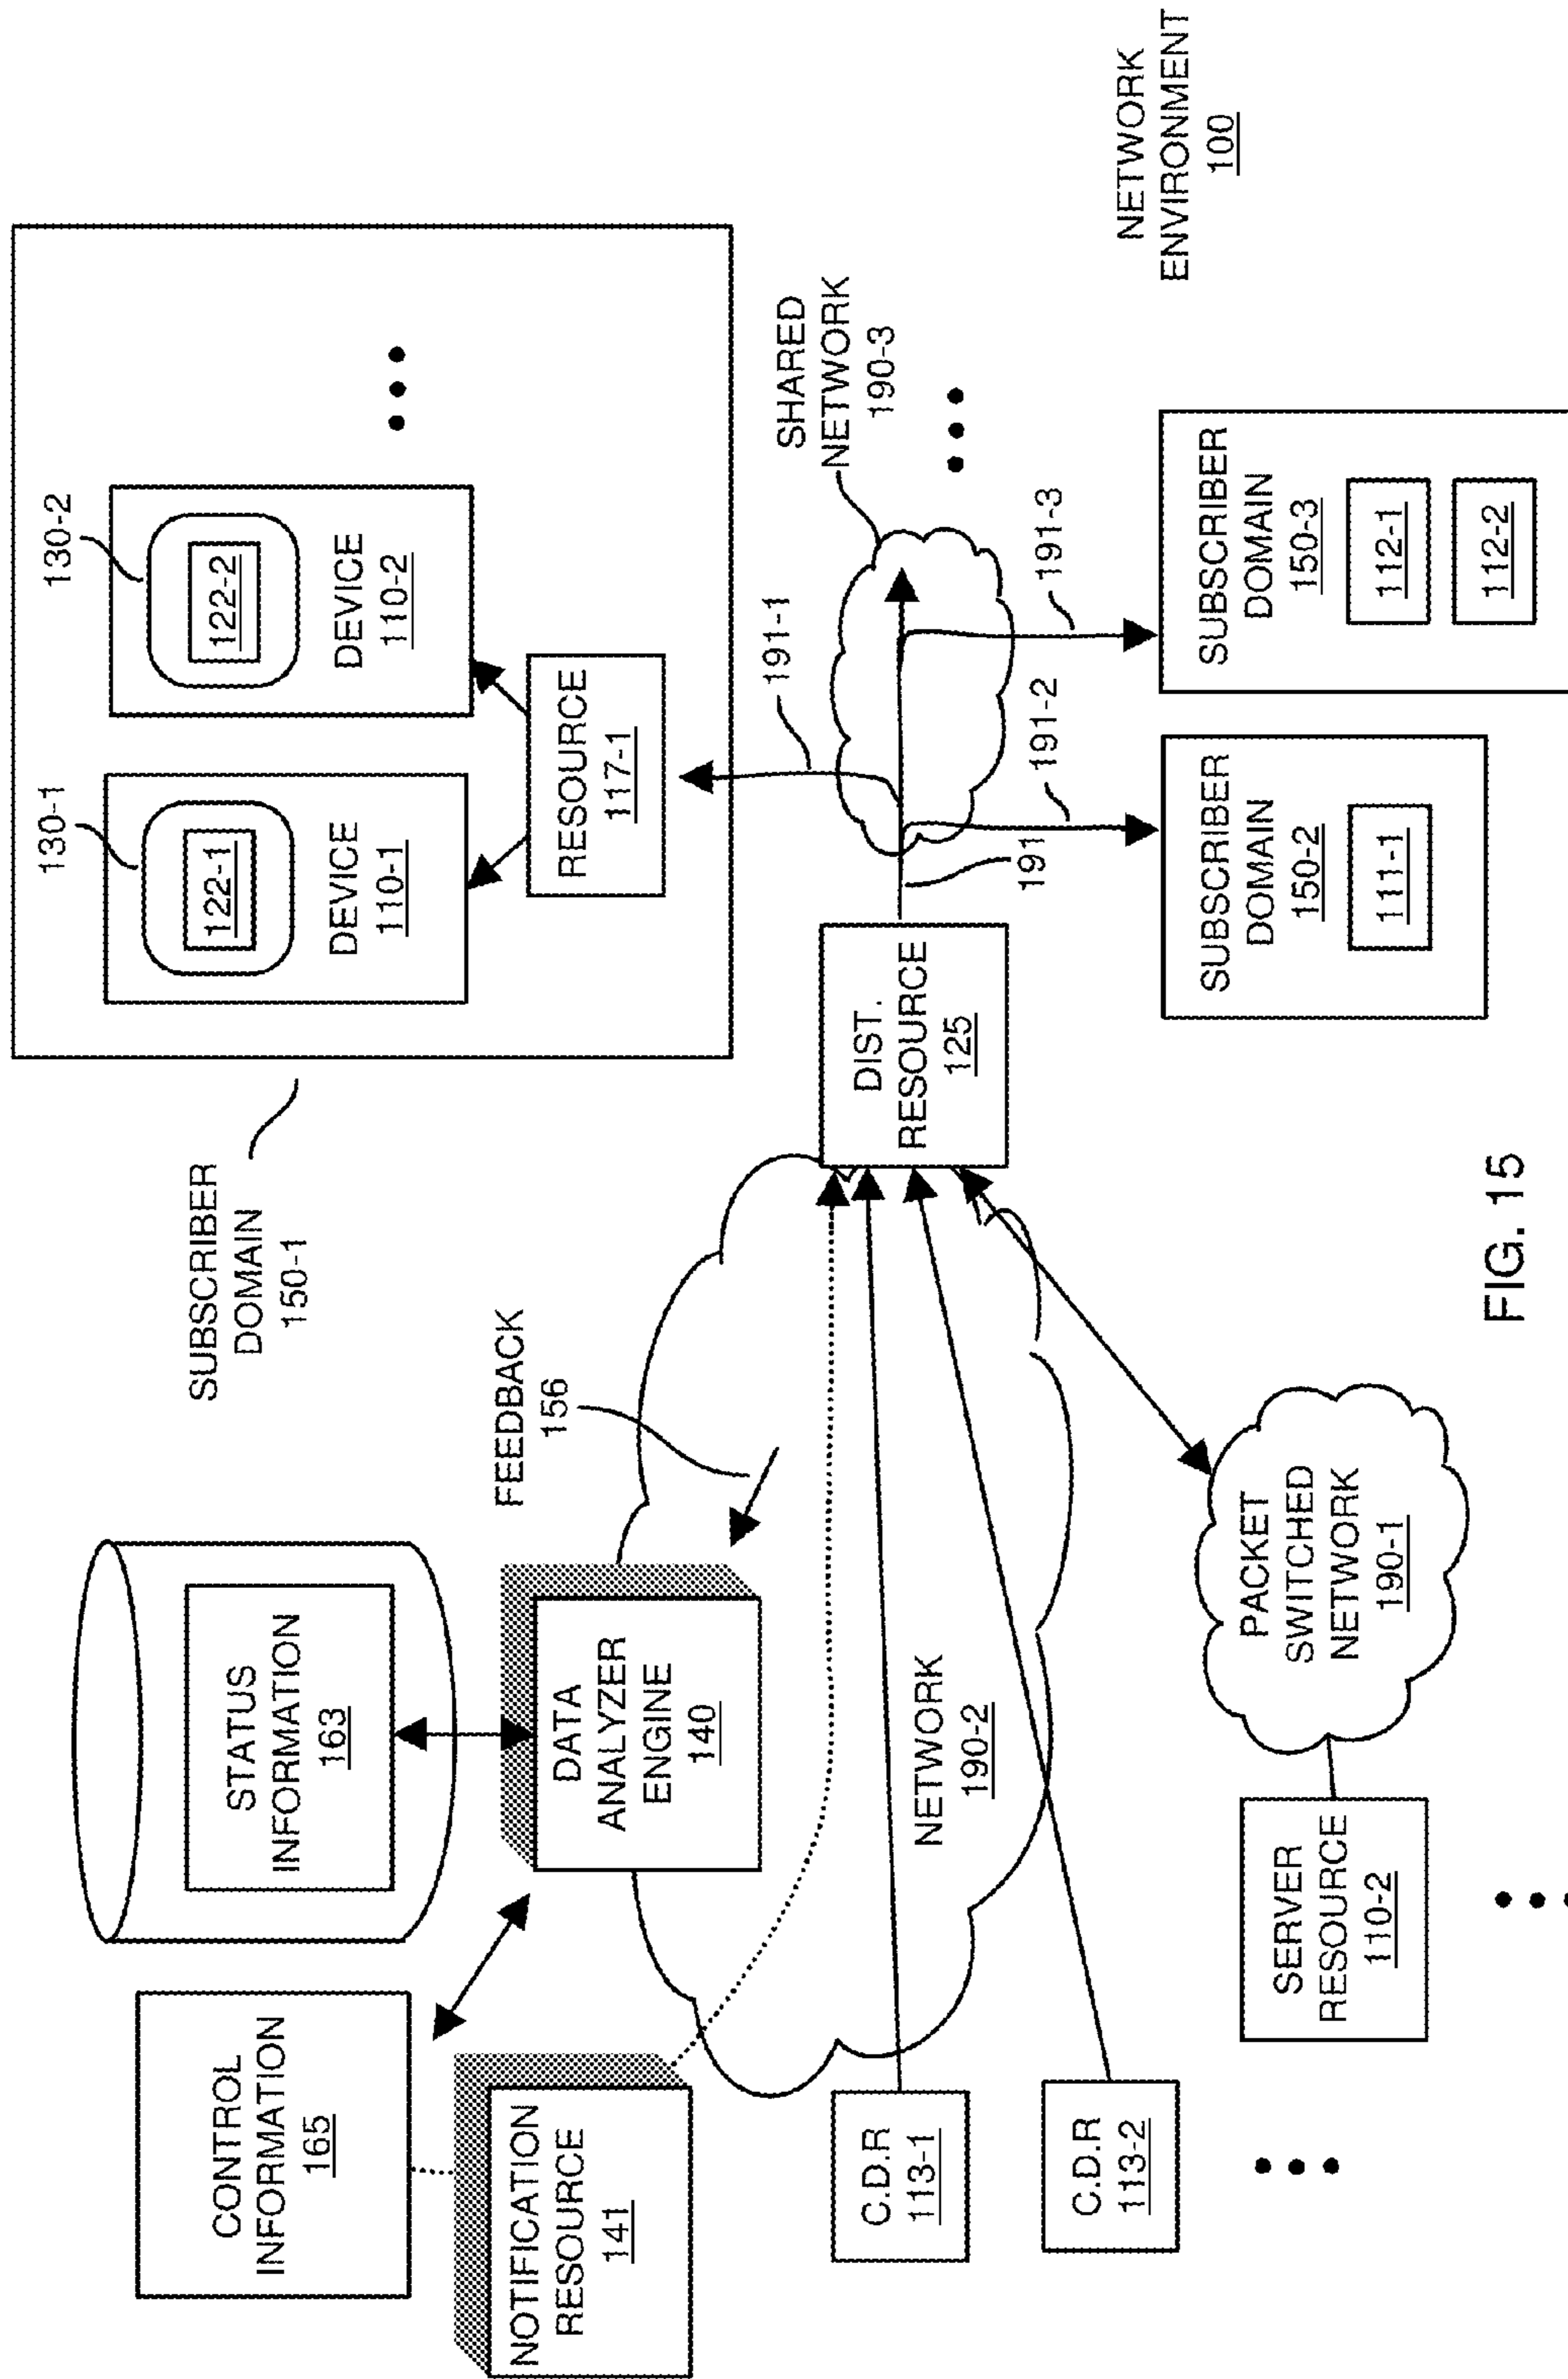 CONTROL
INFORMATION
165
STATUS
INFORMATION
163
SUBSCRIBER
DOMAIN
150-1
130-1
122-1
DEVICE
110-1
130-2
122-2
DEVICE
110-2
RESOURCE
117-1
NOTIFICATION
RESOURCE
141
DATA
ANALYZER
ENGINE
140
FEEDBACK
156
191-1
SHARED
NETWORK
190-3
C.D.R
113-1
C.D.R
113-2
NETWORK
190-2
DIST.
RESOURCE
125
191
191-2
191-3
SERVER
RESOURCE
110-2
PACKET
SWITCHED
NETWORK
190-1
SUBSCRIBER
DOMAIN
150-2
111-1
SUBSCRIBER
DOMAIN
150-3
112-1
112-2
NETWORK
ENVIRONMENT
100
FIG. 15